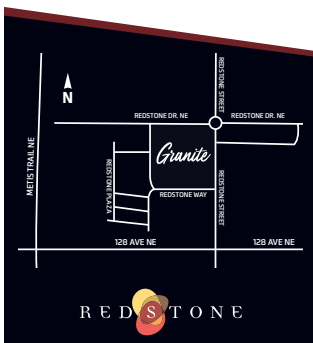 REDSTONE STREET
N
REDSTONE DR. NE
REDSTONE DR. NE
METIS TRAIL NE
Granite
REDSTONE PLAZA
REDSTONE WAY
REDSTONE STREET
128 AVE NE
128 AVE NE
REDSTONE